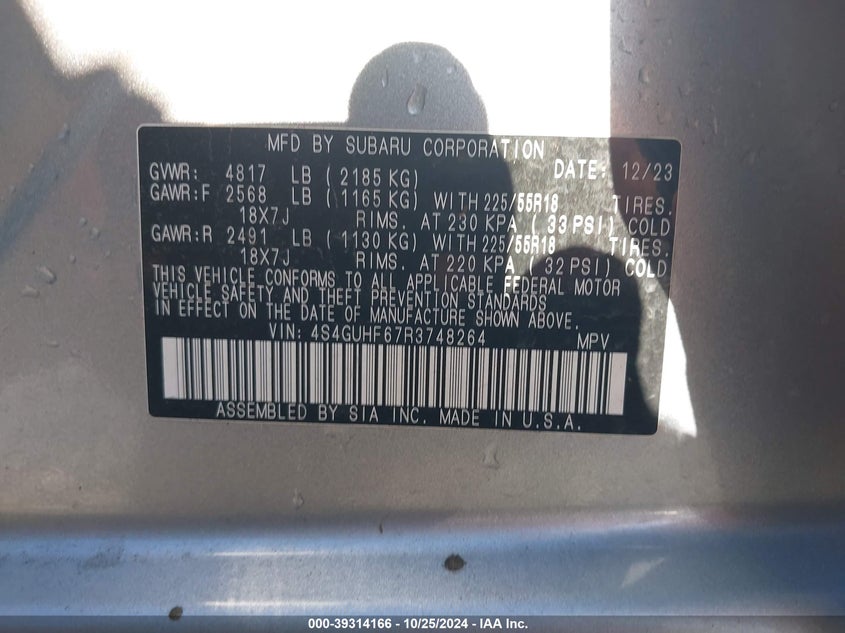 MFD BY SUBARU CORPORATION
GVWR: 4817 LB (2185 KG) DATE: 12/23
GAWR:F 2568 LB (1165 KG) WITH 225/55R18 TIRES.
18X7J RIMS. AT 230 KPA (33 PSI) COLD
GAWR:R 2491 LB (1130 KG) WITH 225/55R18 TIRES.
18X7J RIMS. AT 220 KPA (32 PSI) COLD
THIS VEHICLE CONFORMS TO ALL APPLICABLE FEDERAL MOTOR
VEHICLE SAFETY AND THEFT PREVENTION STANDARDS
IN EFFECT ON THE DATE OF MANUFACTURE SHOWN ABOVE.
VIN: 4S4GUHF67R3748264 MPV
ASSEMBLED BY SIA INC. MADE IN U.S.A.
000-39314166 - 10/25/2024 - IAA Inc.